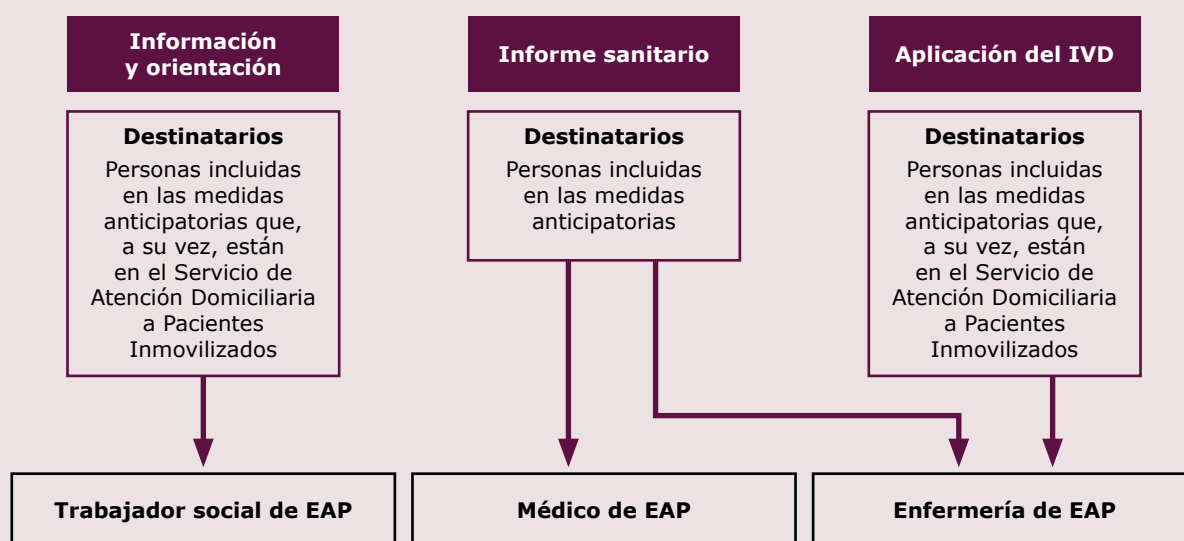 Información
y orientación
Informe sanitario
Aplicación del IVD
Destinatarios
Personas incluidas
en las medidas
anticipatorias que,
a su vez, están
en el Servicio de
Atención Domiciliaria
a Pacientes
Inmovilizados
Destinatarios
Personas incluidas
en las medidas
anticipatorias
Destinatarios
Personas incluidas
en las medidas
anticipatorias que,
a su vez, están
en el Servicio de
Atención Domiciliaria
a Pacientes
Inmovilizados
Trabajador social de EAP
Médico de EAP
Enfermería de EAP